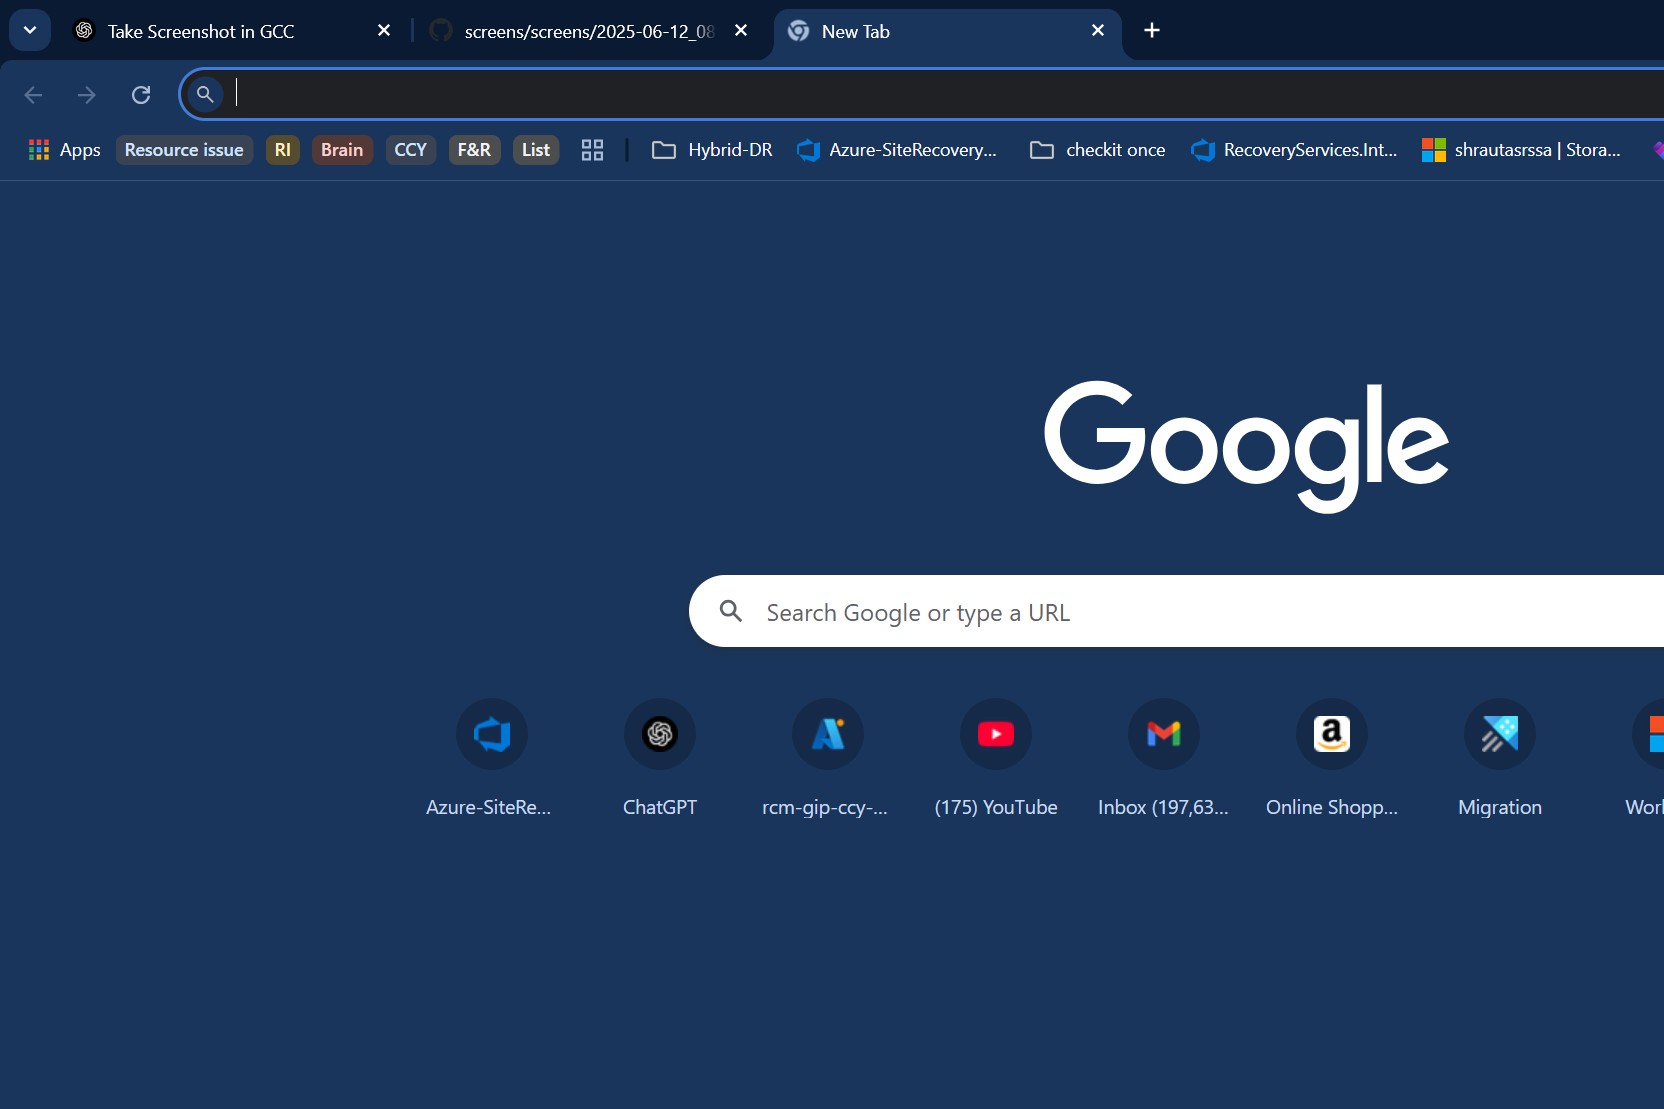 Take Screenshot in GCC
screens/screens/2025-06-12_08
New Tab
Apps Resource issue RI Brain CCY F&R List Hybrid-DR Azure-SiteRecovery... checkit once RecoveryServices.Int... shrautasrssa | Stora...
Google
Search Google or type a URL
Azure-SiteRe... ChatGPT rcm-gip-ccy-... (175) YouTube Inbox (197,63... Online Shopp... Migration